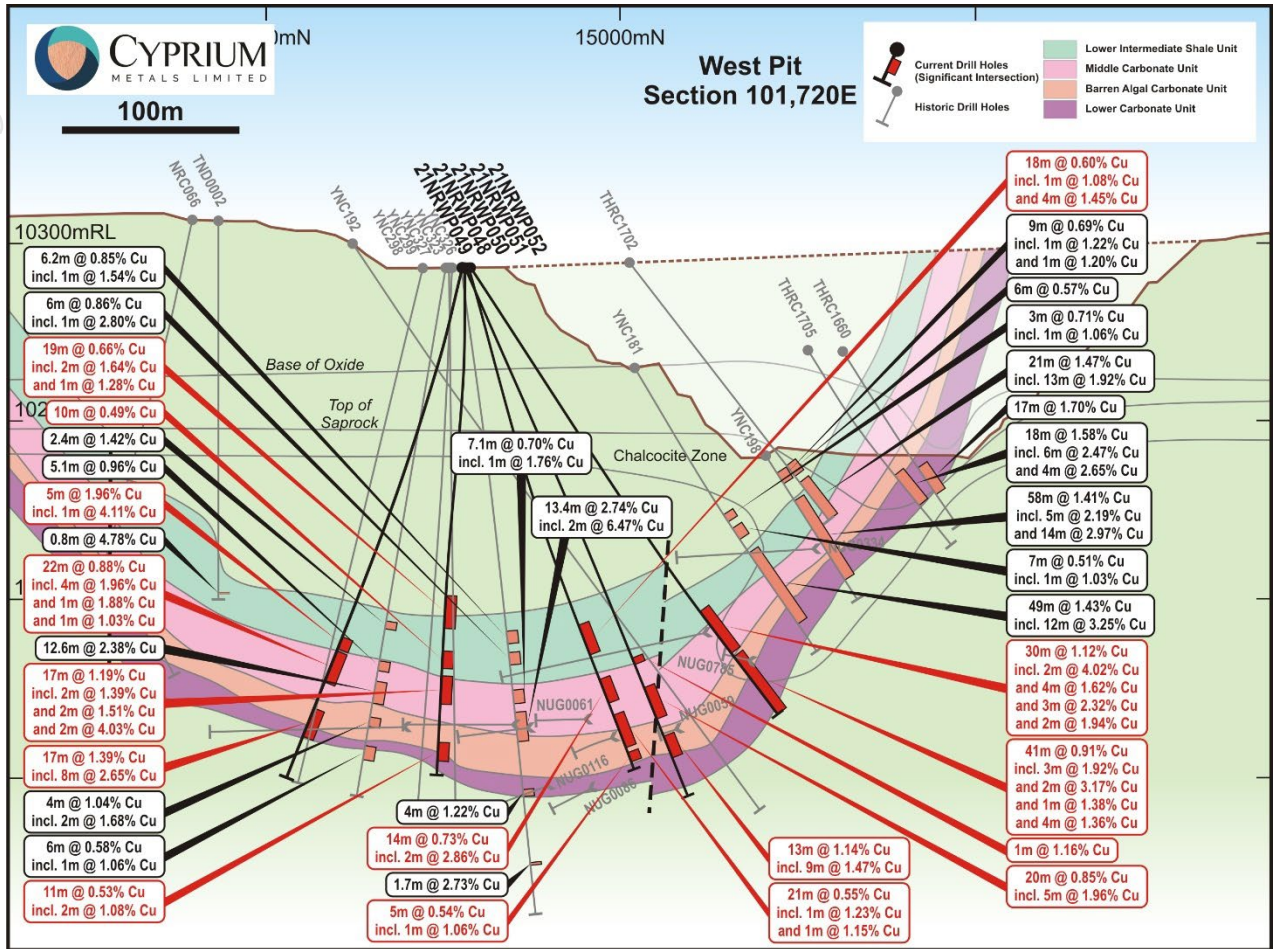 CYPRIUM
METALS LIMITED
100m
0mN
15000mN
West Pit
Section 101,720E
Current Drill Holes
(Significant Intersection)
Historic Drill Holes
Lower Intermediate Shale Unit
Middle Carbonate Unit
Barren Algal Carbonate Unit
Lower Carbonate Unit
NRC066
TND0002
YNC192
YNC298
YNC299
YNC327
YNC323
YNC326
21NRWP049
21NRWP048
21NRWP050
21NRWP051
21NRWP052
THRC1702
YNC181
THRC1705
THRC1660
YNC198
10300mRL
102
1
Base of Oxide
Top of
Saprock
Chalcocite Zone
6.2m @ 0.85% Cu
incl. 1m @ 1.54% Cu
6m @ 0.86% Cu
incl. 1m @ 2.80% Cu
19m @ 0.66% Cu
incl. 2m @ 1.64% Cu
and 1m @ 1.28% Cu
10m @ 0.49% Cu
2.4m @ 1.42% Cu
5.1m @ 0.96% Cu
5m @ 1.96% Cu
incl. 1m @ 4.11% Cu
0.8m @ 4.78% Cu
22m @ 0.88% Cu
incl. 4m @ 1.96% Cu
and 1m @ 1.88% Cu
and 1m @ 1.03% Cu
12.6m @ 2.38% Cu
17m @ 1.19% Cu
incl. 2m @ 1.39% Cu
and 2m @ 1.51% Cu
and 2m @ 4.03% Cu
17m @ 1.39% Cu
incl. 8m @ 2.65% Cu
4m @ 1.04% Cu
incl. 2m @ 1.68% Cu
6m @ 0.58% Cu
incl. 1m @ 1.06% Cu
11m @ 0.53% Cu
incl. 2m @ 1.08% Cu
7.1m @ 0.70% Cu
incl. 1m @ 1.76% Cu
13.4m @ 2.74% Cu
incl. 2m @ 6.47% Cu
NUG0334
NUG0785
NUG0061
NUG0059
NUG0116
NUG0086
4m @ 1.22% Cu
14m @ 0.73% Cu
incl. 2m @ 2.86% Cu
1.7m @ 2.73% Cu
5m @ 0.54% Cu
incl. 1m @ 1.06% Cu
13m @ 1.14% Cu
incl. 9m @ 1.47% Cu
21m @ 0.55% Cu
incl. 1m @ 1.23% Cu
and 1m @ 1.15% Cu
18m @ 0.60% Cu
incl. 1m @ 1.08% Cu
and 4m @ 1.45% Cu
9m @ 0.69% Cu
incl. 1m @ 1.22% Cu
and 1m @ 1.20% Cu
6m @ 0.57% Cu
3m @ 0.71% Cu
incl. 1m @ 1.06% Cu
21m @ 1.47% Cu
incl. 13m @ 1.92% Cu
17m @ 1.70% Cu
18m @ 1.58% Cu
incl. 6m @ 2.47% Cu
and 4m @ 2.65% Cu
58m @ 1.41% Cu
incl. 5m @ 2.19% Cu
and 14m @ 2.97% Cu
7m @ 0.51% Cu
incl. 1m @ 1.03% Cu
49m @ 1.43% Cu
incl. 12m @ 3.25% Cu
30m @ 1.12% Cu
incl. 2m @ 4.02% Cu
and 4m @ 1.62% Cu
and 3m @ 2.32% Cu
and 2m @ 1.94% Cu
41m @ 0.91% Cu
incl. 3m @ 1.92% Cu
and 2m @ 3.17% Cu
and 1m @ 1.38% Cu
and 4m @ 1.36% Cu
1m @ 1.16% Cu
20m @ 0.85% Cu
incl. 5m @ 1.96% Cu